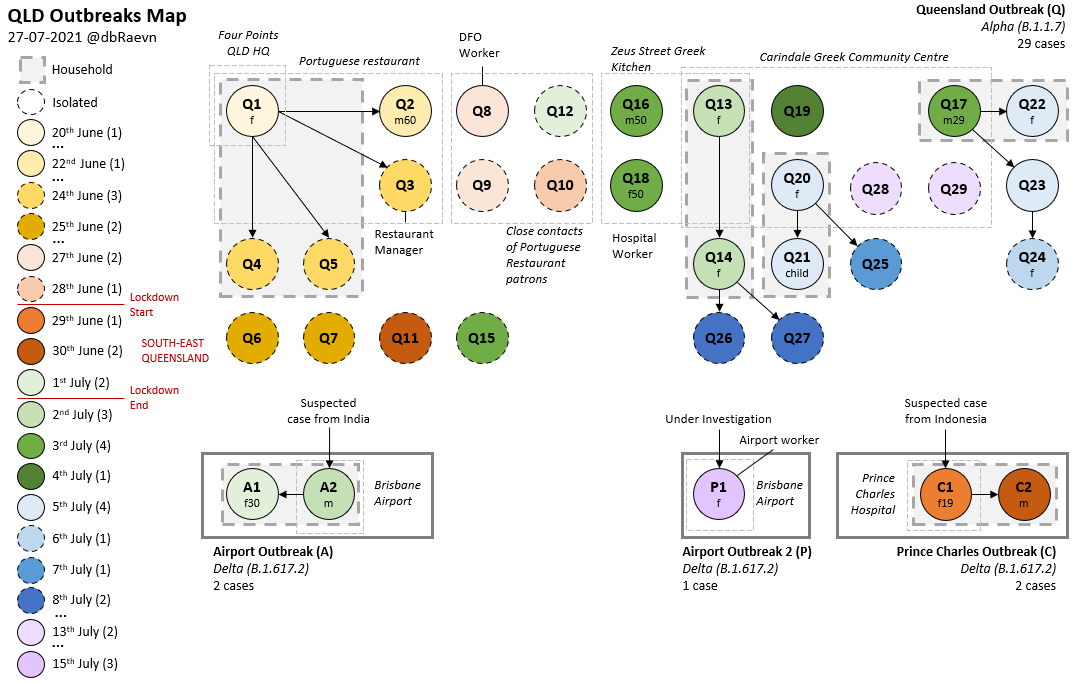 QLD Outbreaks Map
27-07-2021 @dbRaevn
Household
Isolated
20th June (1)
...
22nd June (1)
...
24th June (3)
25th June (2)
...
27th June (2)
28th June (1)
Lockdown
Start
29th June (1)
30th June (2)
SOUTH-EAST
QUEENSLAND
1st July (2)
Lockdown
End
2nd July (3)
3rd July (4)
4th July (1)
5th July (4)
6th July (1)
7th July (1)
8th July (2)
...
13th July (2)
...
15th July (3)
Queensland Outbreak (Q)
Alpha (B.1.1.7)
29 cases
Four Points
QLD HQ
Portuguese restaurant
DFO
Worker
Zeus Street Greek
Kitchen
Carindale Greek Community Centre
Q1
f
Q2
m60
Q8
Q12
Q16
m50
Q13
f
Q19
Q17
m29
Q22
f
Q3
Q9
Q10
Q18
f50
Q20
f
Q28
Q29
Q23
Restaurant
Manager
Close contacts
of Portuguese
Restaurant
patrons
Hospital
Worker
Q4
Q5
Q14
f
Q21
child
Q25
Q24
f
Q6
Q7
Q11
Q15
Q26
Q27
Suspected
case from India
A1
f30
A2
m
Brisbane
Airport
Airport Outbreak (A)
Delta (B.1.617.2)
2 cases
Under Investigation
Airport worker
P1
f
Brisbane
Airport
Airport Outbreak 2 (P)
Delta (B.1.617.2)
1 case
Suspected case
from Indonesia
Prince
Charles
Hospital
C1
f19
C2
m
Prince Charles Outbreak (C)
Delta (B.1.617.2)
2 cases